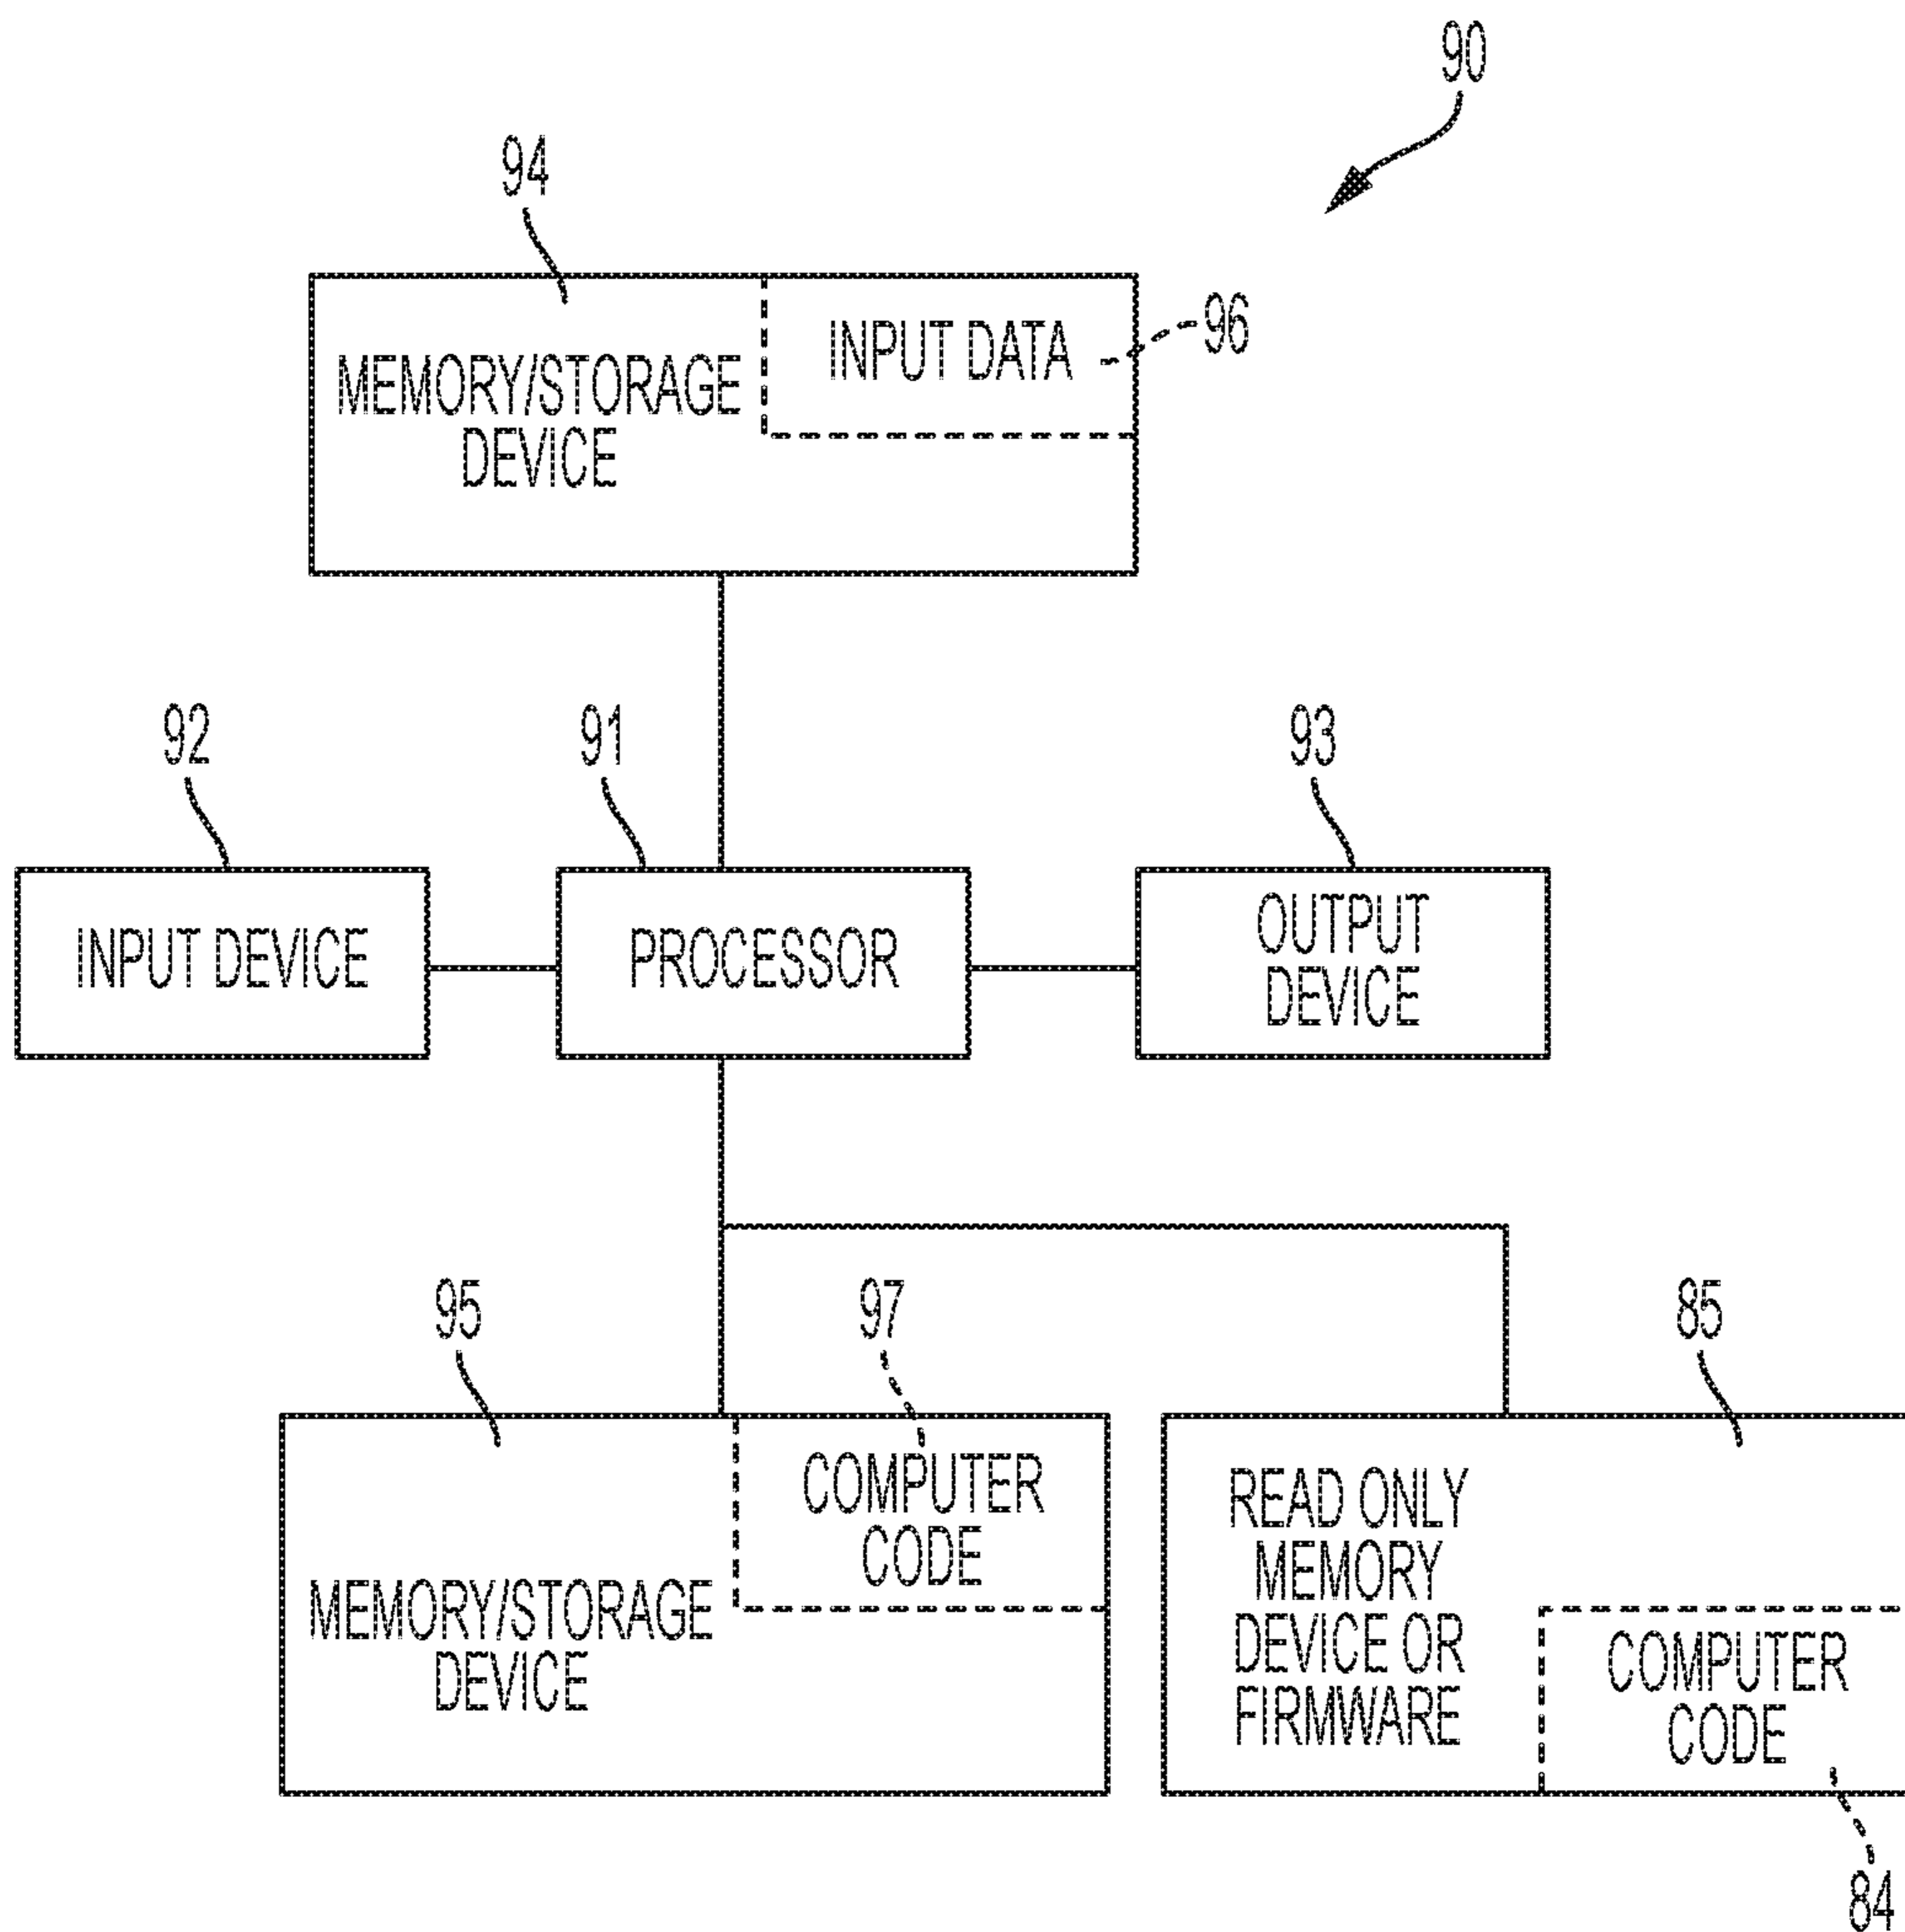 90
94
INPUT DATA
96
MEMORY/STORAGE
DEVICE
92
91
93
INPUT DEVICE
PROCESSOR
OUTPUT
DEVICE
95
97
85
COMPUTER
CODE
MEMORY/STORAGE
DEVICE
READ ONLY
MEMORY
DEVICE OR
FIRMWARE
COMPUTER
CODE
84